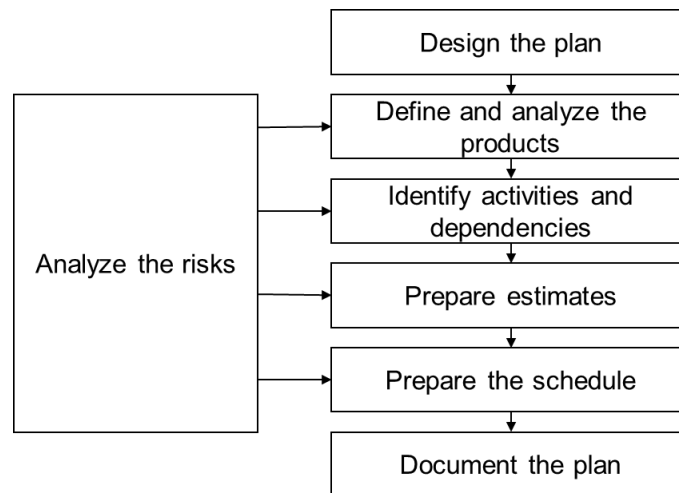 Design the plan
Define and analyze the
products
Identify activities and
dependencies
Analyze the risks
Prepare estimates
Prepare the schedule
Document the plan